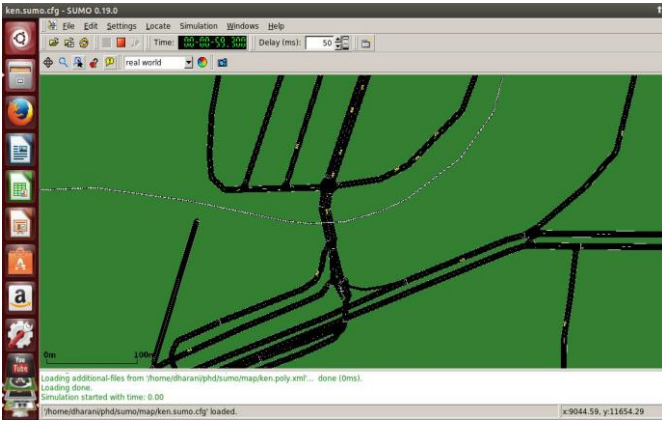 ken.sumo.cfg - SUMO 0.19.0
File Edit Settings Locate Simulation Windows Help
Time: 00:00:59.300 Delay (ms): 50
real world
0m 100m
Loading additional-files from '/home/dharani/phd/sumo/map/ken.poly.xml'... done (0ms).
Loading done.
Simulation started with time: 0.00
'/home/dharani/phd/sumo/map/ken.sumo.cfg' loaded. x:9044.59, y:11654.29
a
You
Tube